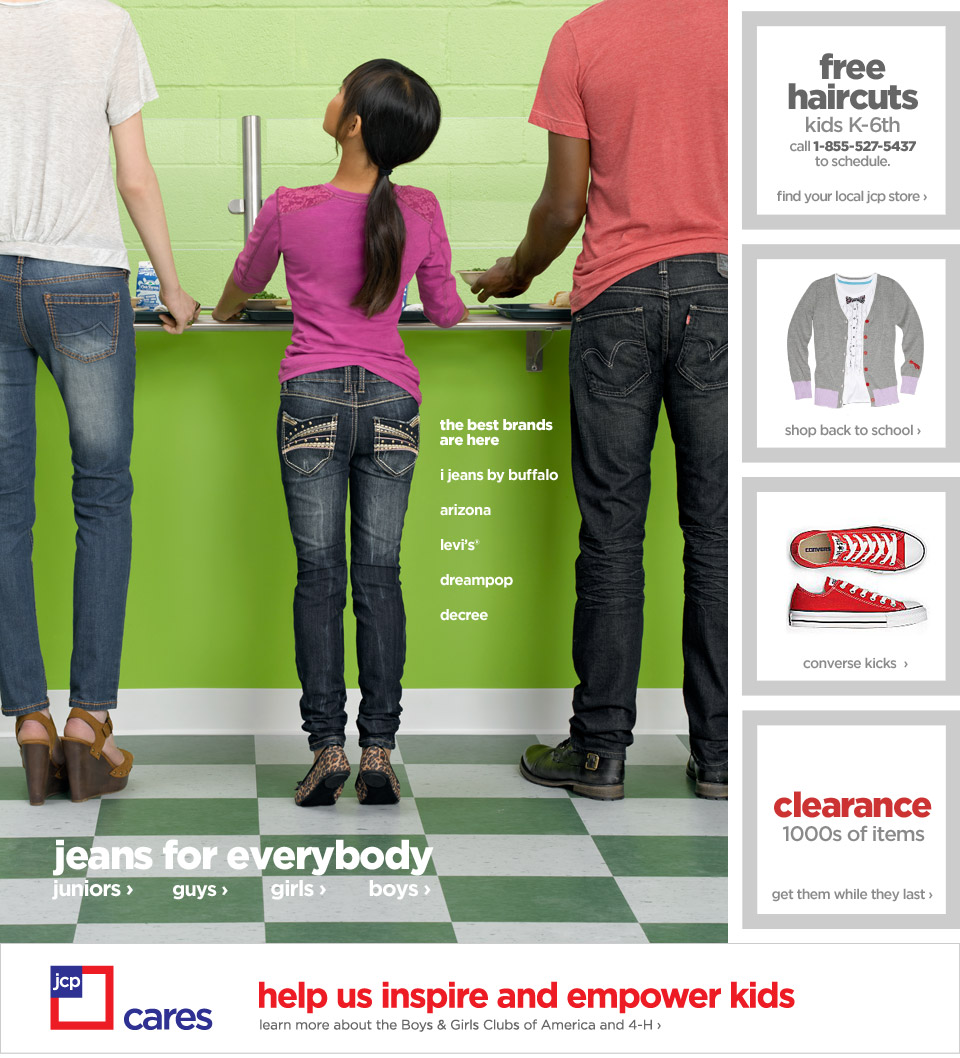 the best brands
are here
i jeans by buffalo
arizona
levi's®
dreampop
decree
jeans for everybody
juniors › guys › girls › boys ›
free
haircuts
kids K-6th
call 1-855-527-5437
to schedule.
find your local jcp store ›
shop back to school ›
CONVERSE
converse kicks ›
clearance
1000s of items
get them while they last ›
jcp
cares
help us inspire and empower kids
learn more about the Boys & Girls Clubs of America and 4-H ›